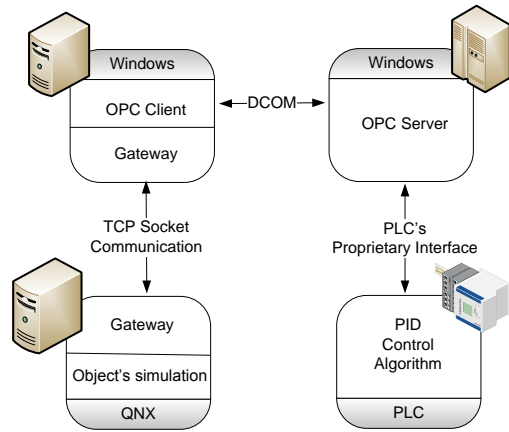 Windows
OPC Client
Gateway
DCOM
Windows
OPC Server
TCP Socket
Communication
PLC's
Proprietary Interface
Gateway
Object's simulation
QNX
PID
Control
Algorithm
PLC